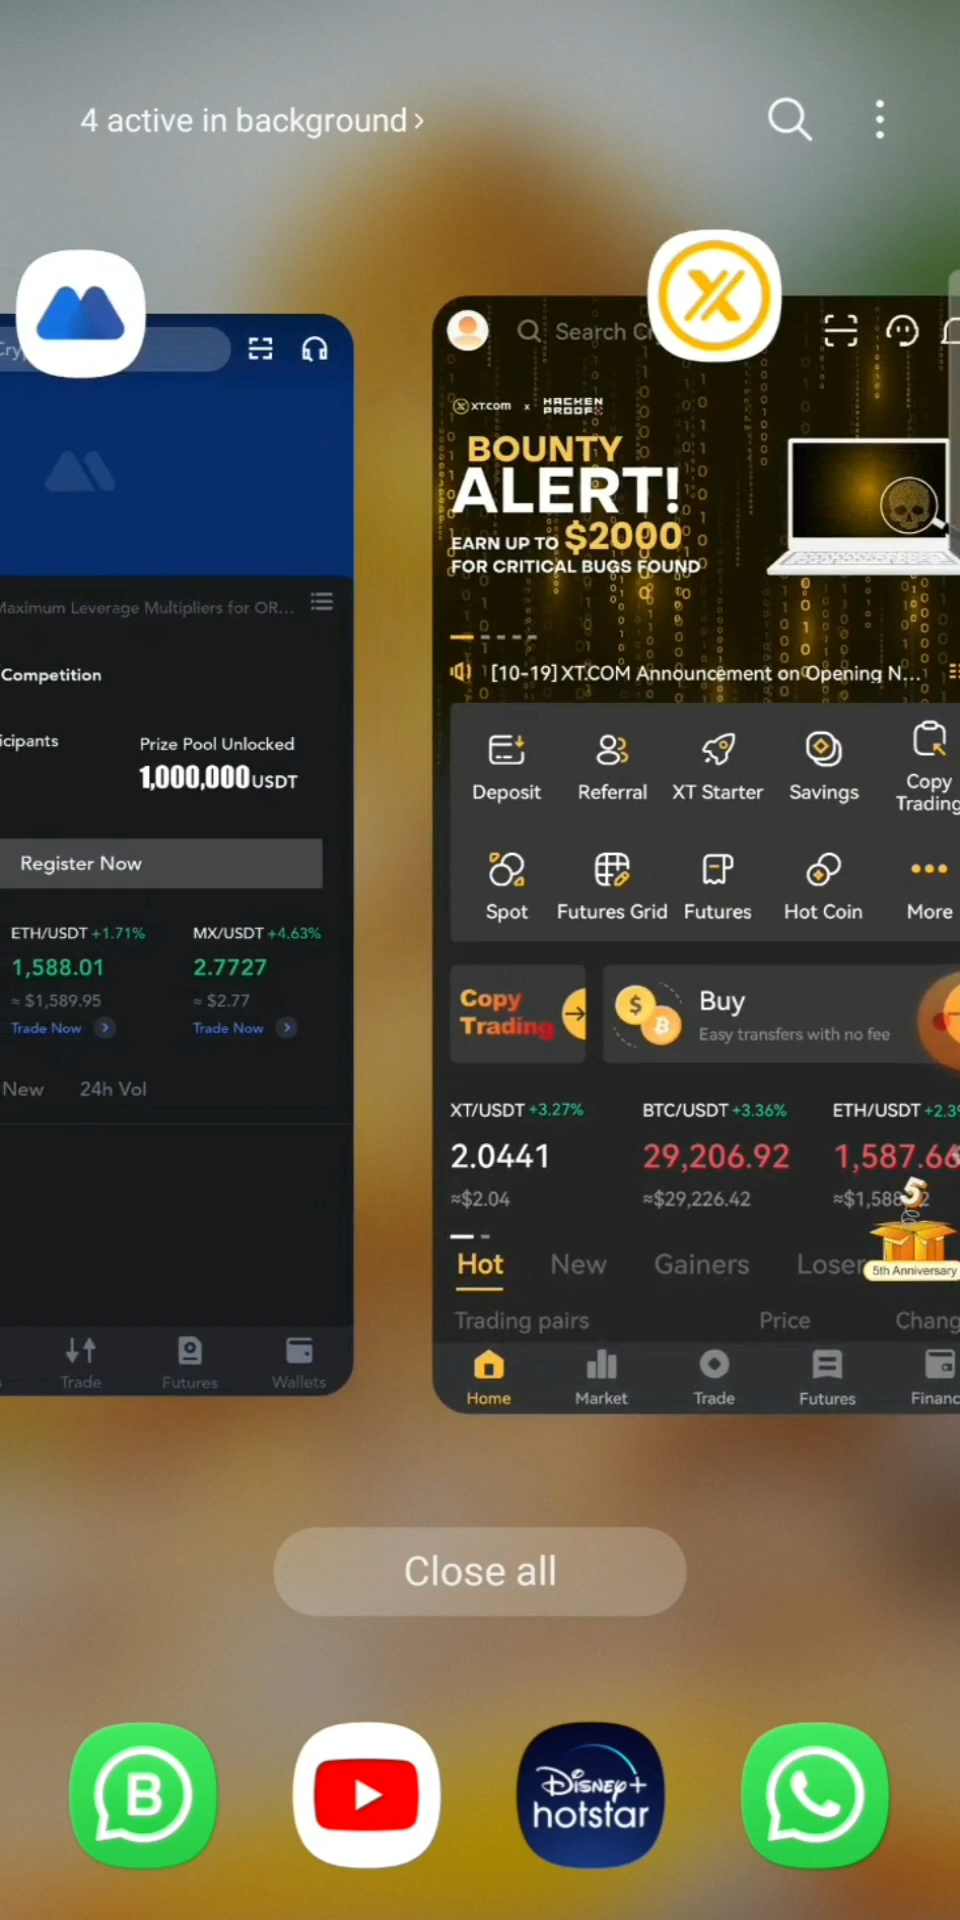 4 active in background ›
Cry
Maximum Leverage Multipliers for OR...
Competition
icipants
Prize Pool Unlocked
1,000,000 USDT
Register Now
ETH/USDT +1.71%
MX/USDT +4.63%
1,588.01
2.7727
≈ $1,589.95
≈ $2.77
Trade Now
Trade Now
New
24h Vol
Trade
Futures
Wallets
Search Cr
XT.COM x HACKEN PROOF
BOUNTY
ALERT!
EARN UP TO $2000
FOR CRITICAL BUGS FOUND
[10-19] XT.COM Announcement on Opening N...
Deposit
Referral
XT Starter
Savings
Copy
Trading
Spot
Futures Grid
Futures
Hot Coin
More
Copy
Trading
Buy
Easy transfers with no fee
XT/USDT +3.27%
BTC/USDT +3.36%
ETH/USDT +2.3
2.0441
29,206.92
1,587.66
≈$2.04
≈$29,226.42
5
5th Anniversary
Hot
New
Gainers
Loser
Trading pairs
Price
Chang
Home
Market
Trade
Futures
Financ
Close all
B
Disney+
hotstar